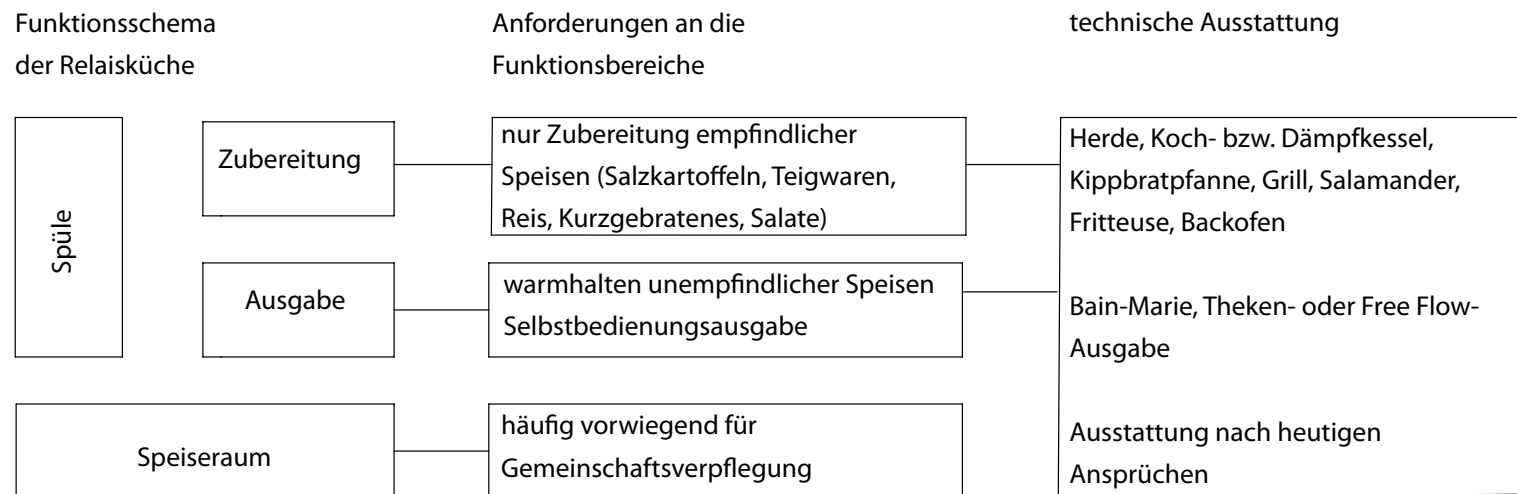 Funktionsschema
der Relaisküche
Anforderungen an die
Funktionsbereiche
technische Ausstattung
Spüle
Zubereitung
nur Zubereitung empfindlicher
Speisen (Salzkartoffeln, Teigwaren,
Reis, Kurzgebratenes, Salate)
Herde, Koch- bzw. Dämpfkessel,
Kippbratpfanne, Grill, Salamander,
Fritteuse, Backofen
Ausgabe
warmhalten unempfindlicher Speisen
Selbstbedienungsausgabe
Bain-Marie, Theken- oder Free Flow-
Ausgabe
Speiseraum
häufig vorwiegend für
Gemeinschaftsverpflegung
Ausstattung nach heutigen
Ansprüchen